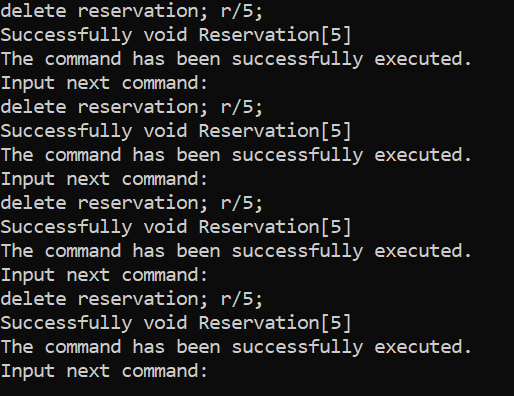 delete reservation; r/5;
Successfully void Reservation[5]
The command has been successfully executed.
Input next command:
delete reservation; r/5;
Successfully void Reservation[5]
The command has been successfully executed.
Input next command:
delete reservation; r/5;
Successfully void Reservation[5]
The command has been successfully executed.
Input next command:
delete reservation; r/5;
Successfully void Reservation[5]
The command has been successfully executed.
Input next command: